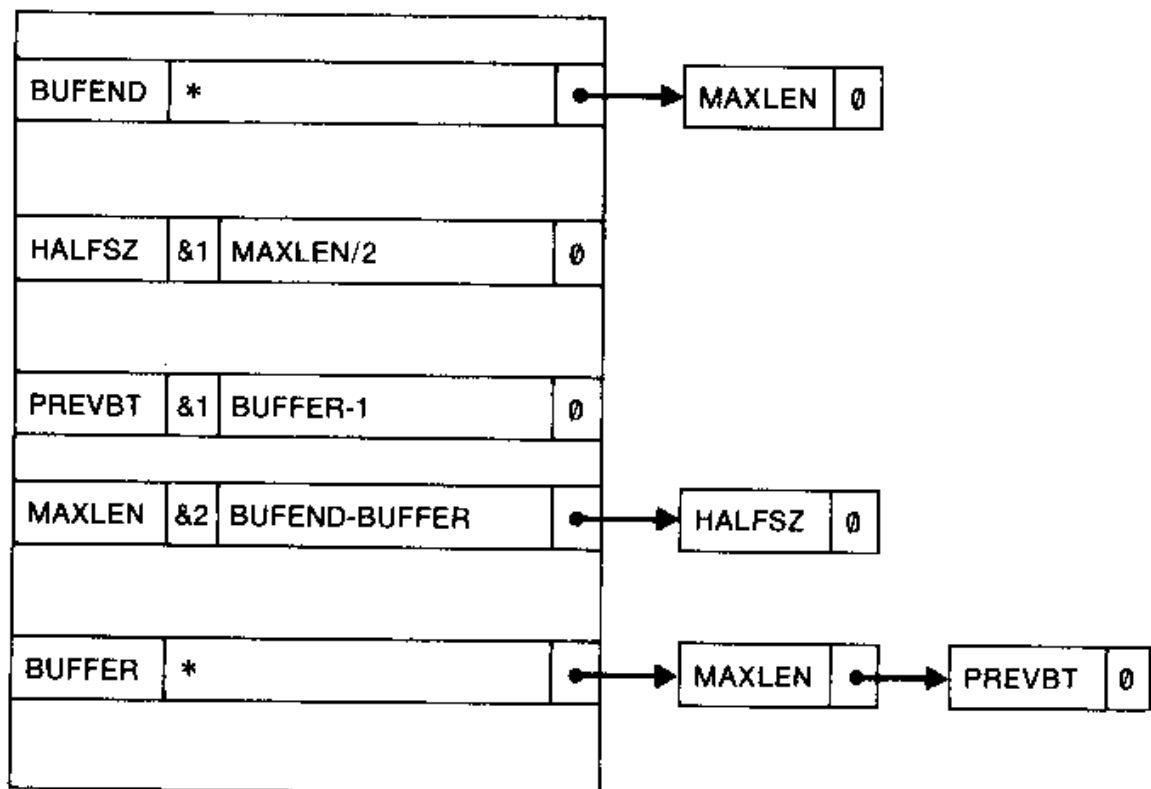 BUFEND * MAXLEN 0
HALFSZ &1 MAXLEN/2 0
PREVBT &1 BUFFER-1 0
MAXLEN &2 BUFEND-BUFFER HALFSZ 0
BUFFER * MAXLEN PREVBT 0